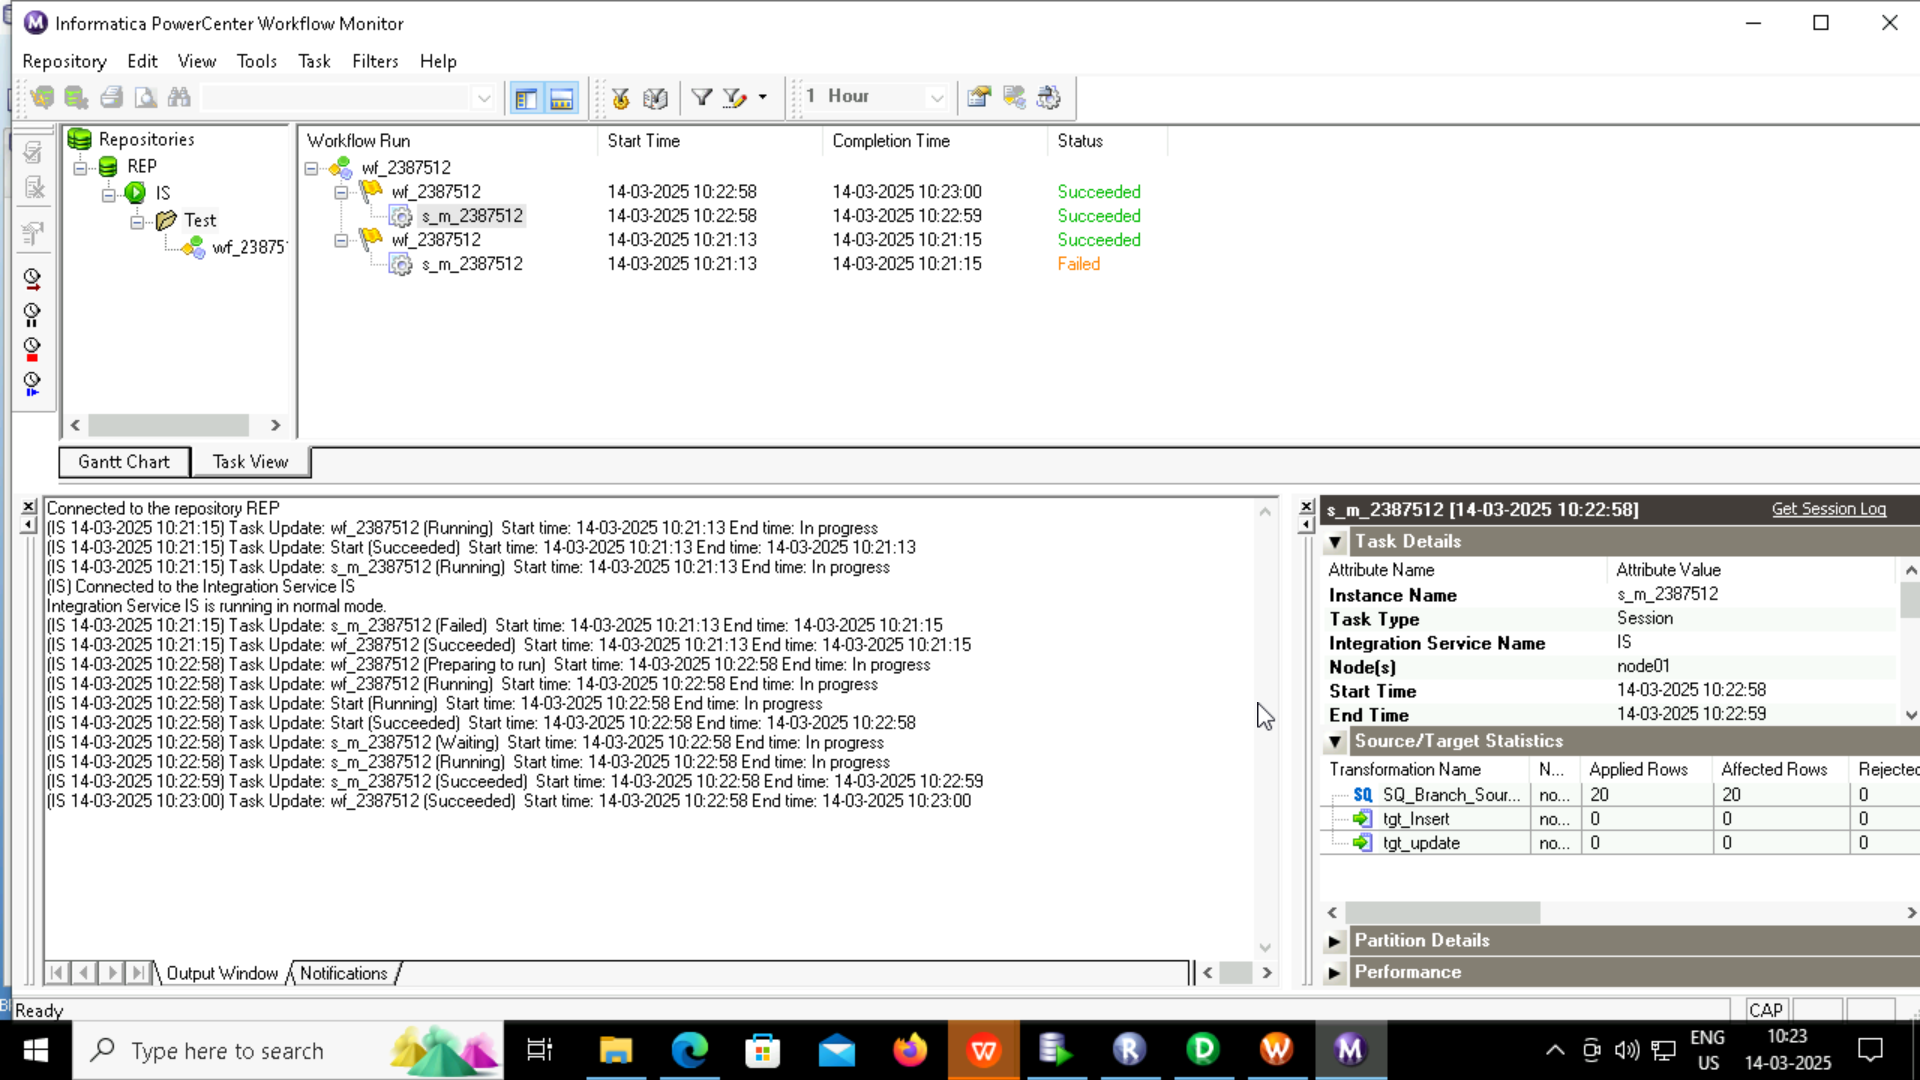 Informatica PowerCenter Workflow Monitor
Repository Edit View Tools Task Filters Help
1 Hour
Repositories
REP
IS
Test
wf_23875
Workflow Run Start Time Completion Time Status
wf_2387512
wf_2387512 14-03-2025 10:22:58 14-03-2025 10:23:00 Succeeded
s_m_2387512 14-03-2025 10:22:58 14-03-2025 10:22:59 Succeeded
wf_2387512 14-03-2025 10:21:13 14-03-2025 10:21:15 Succeeded
s_m_2387512 14-03-2025 10:21:13 14-03-2025 10:21:15 Failed
Gantt Chart Task View
Connected to the repository REP
(IS 14-03-2025 10:21:15) Task Update: wf_2387512 (Running) Start time: 14-03-2025 10:21:13 End time: In progress
(IS 14-03-2025 10:21:15) Task Update: Start (Succeeded) Start time: 14-03-2025 10:21:13 End time: 14-03-2025 10:21:13
(IS 14-03-2025 10:21:15) Task Update: s_m_2387512 (Running) Start time: 14-03-2025 10:21:13 End time: In progress
(IS) Connected to the Integration Service IS
Integration Service IS is running in normal mode.
(IS 14-03-2025 10:21:15) Task Update: s_m_2387512 (Failed) Start time: 14-03-2025 10:21:13 End time: 14-03-2025 10:21:15
(IS 14-03-2025 10:21:15) Task Update: wf_2387512 (Succeeded) Start time: 14-03-2025 10:21:13 End time: 14-03-2025 10:21:15
(IS 14-03-2025 10:22:58) Task Update: wf_2387512 (Preparing to run) Start time: 14-03-2025 10:22:58 End time: In progress
(IS 14-03-2025 10:22:58) Task Update: wf_2387512 (Running) Start time: 14-03-2025 10:22:58 End time: In progress
(IS 14-03-2025 10:22:58) Task Update: Start (Running) Start time: 14-03-2025 10:22:58 End time: In progress
(IS 14-03-2025 10:22:58) Task Update: Start (Succeeded) Start time: 14-03-2025 10:22:58 End time: 14-03-2025 10:22:58
(IS 14-03-2025 10:22:58) Task Update: s_m_2387512 (Waiting) Start time: 14-03-2025 10:22:58 End time: In progress
(IS 14-03-2025 10:22:58) Task Update: s_m_2387512 (Running) Start time: 14-03-2025 10:22:58 End time: In progress
(IS 14-03-2025 10:22:59) Task Update: s_m_2387512 (Succeeded) Start time: 14-03-2025 10:22:58 End time: 14-03-2025 10:22:59
(IS 14-03-2025 10:23:00) Task Update: wf_2387512 (Succeeded) Start time: 14-03-2025 10:22:58 End time: 14-03-2025 10:23:00
Output Window Notifications
s_m_2387512 [14-03-2025 10:22:58] Get Session Log
Task Details
Attribute Name Attribute Value
Instance Name s_m_2387512
Task Type Session
Integration Service Name IS
Node(s) node01
Start Time 14-03-2025 10:22:58
End Time 14-03-2025 10:22:59
Source/Target Statistics
Transformation Name N... Applied Rows Affected Rows Rejected
SQ SQ_Branch_Sour... no... 20 20 0
tgt_Insert no... 0 0 0
tgt_update no... 0 0 0
Partition Details
Performance
Ready CAP
Type here to search
ENG
US
10:23
14-03-2025